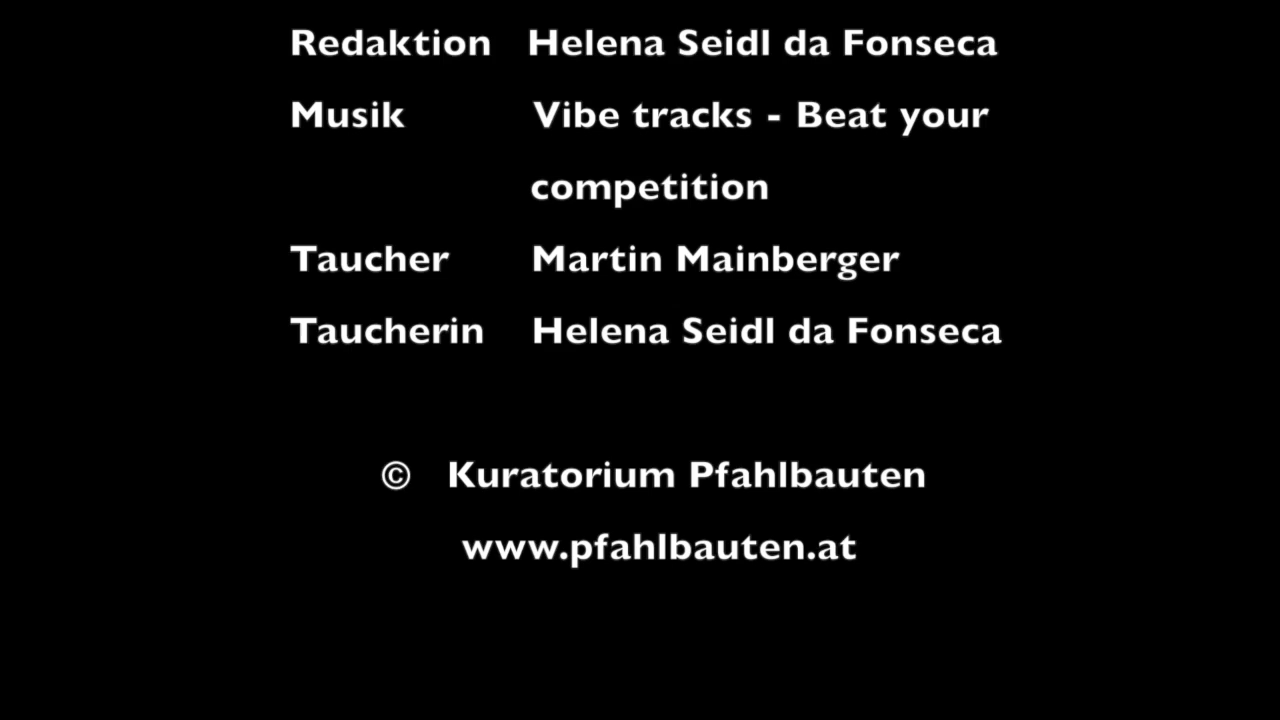 Redaktion Helena Seidl da Fonseca
Musik Vibe tracks - Beat your
competition
Taucher Martin Mainberger
Taucherin Helena Seidl da Fonseca
© Kuratorium Pfahlbauten
www.pfahlbauten.at